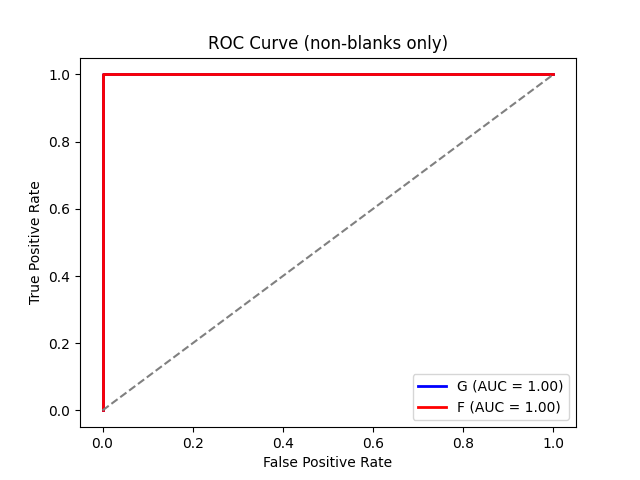 ROC Curve (non-blanks only)
True Positive Rate
1.0
0.8
0.6
0.4
0.2
0.0
0.0 0.2 0.4 0.6 0.8 1.0
False Positive Rate
G (AUC = 1.00)
F (AUC = 1.00)